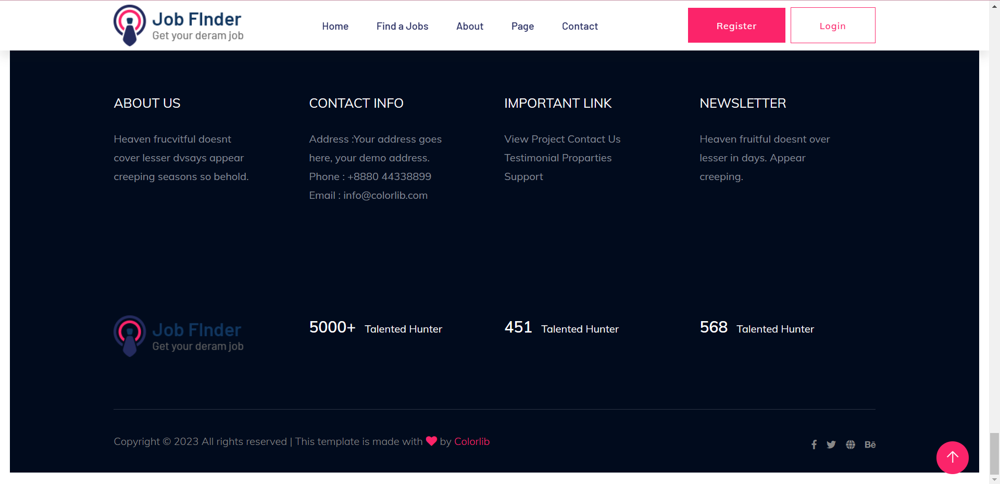 Job FInder
Get your deram job
Home
Find a Jobs
About
Page
Contact
Register
Login
ABOUT US
Heaven frucvitful doesnt
cover lesser dvsays appear
creeping seasons so behold.
CONTACT INFO
Address :Your address goes
here, your demo address.
Phone : +8880 44338899
Email : info@colorlib.com
IMPORTANT LINK
View Project Contact Us
Testimonial Proparties
Support
NEWSLETTER
Heaven fruitful doesnt over
lesser in days. Appear
creeping.
Job FInder
Get your deram job
5000+ Talented Hunter
451 Talented Hunter
568 Talented Hunter
Copyright © 2023 All rights reserved | This template is made with ♥ by Colorlib
Bē